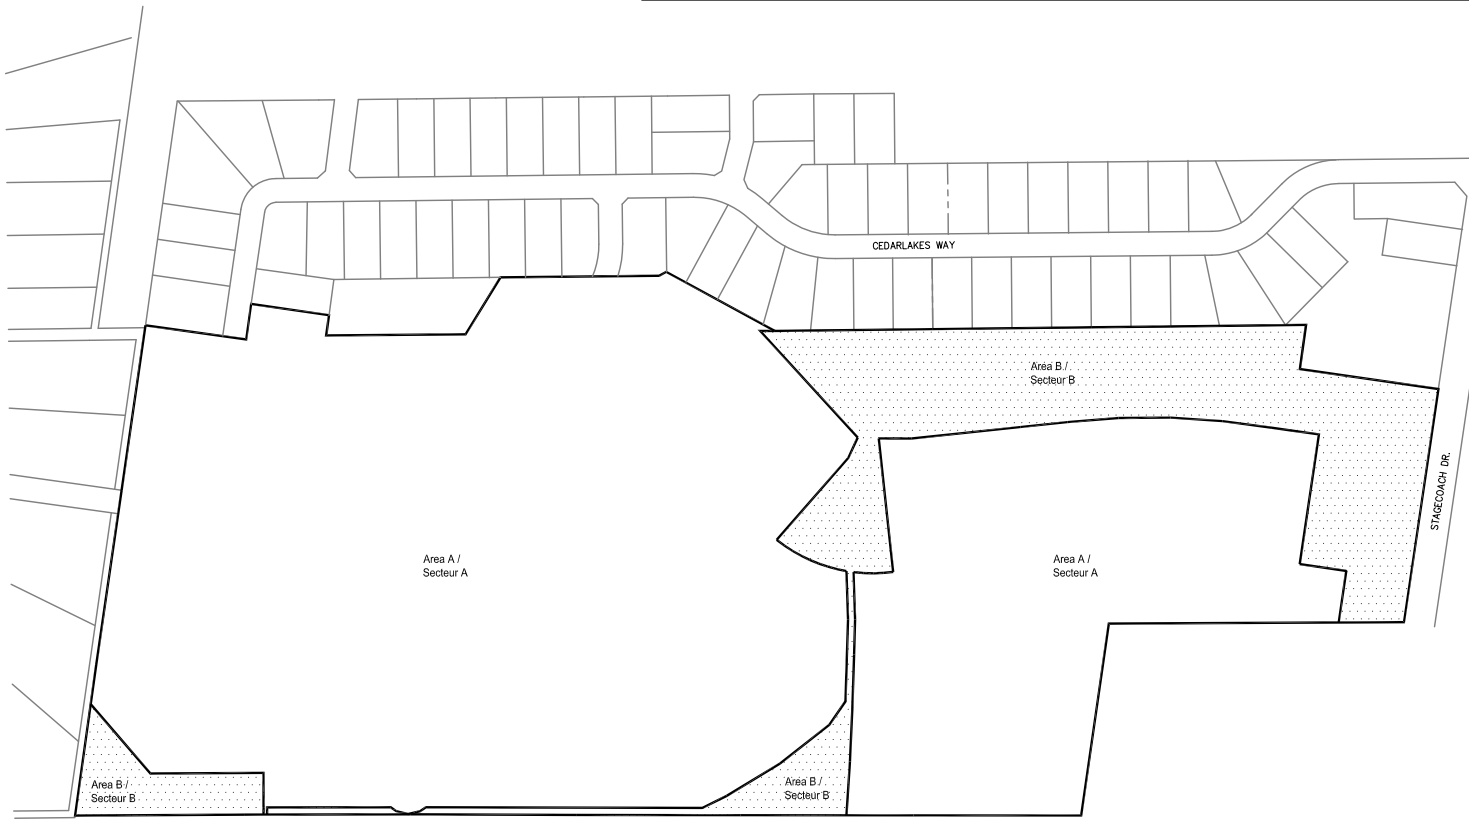 CEDARLAKES WAY
Area B /
Secteur B
STAGECOACH DR.
Area A /
Secteur A
Area A /
Secteur A
Area B /
Secteur B
Area B /
Secteur B